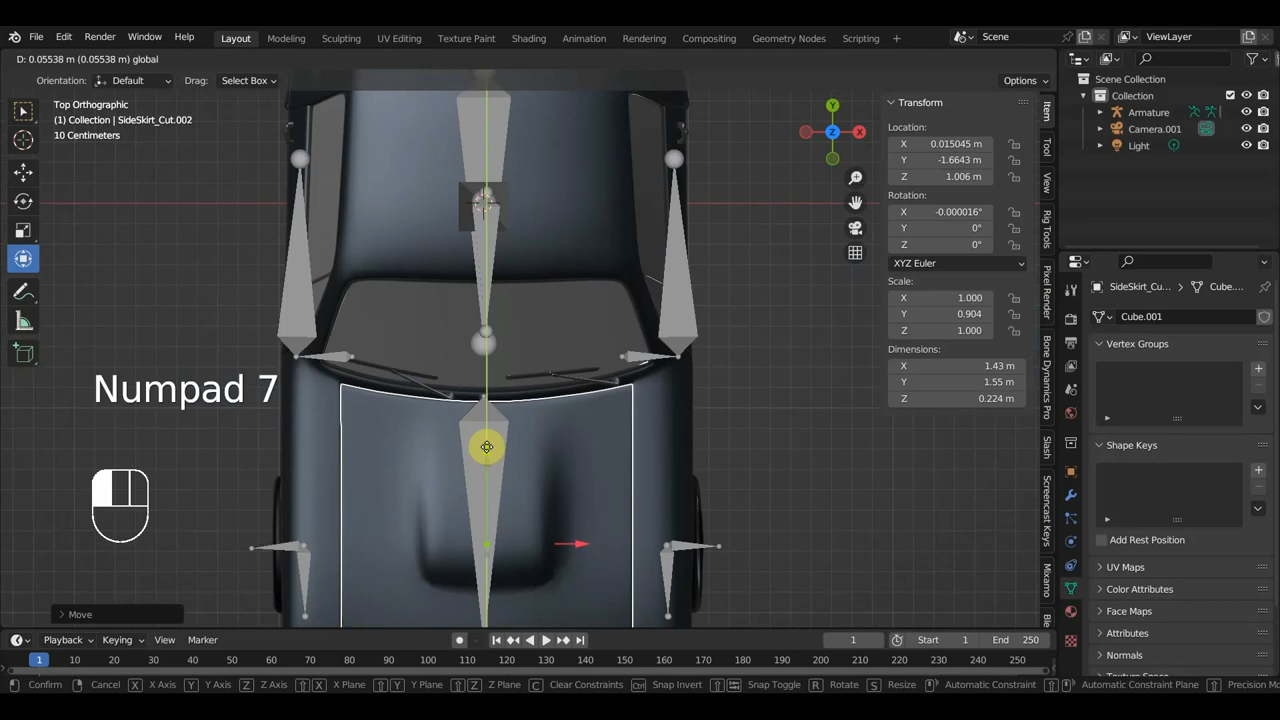 File Edit Render Window Help Layout Modeling Sculpting UV Editing Texture Paint Shading Animation Rendering Compositing Geometry Nodes Scripting + Scene ViewLayer
D: 0.05538 m (0.05538 m) global
Orientation: Default Drag: Select Box Options
Top Orthographic
(1) Collection | SideSkirt_Cut.002
10 Centimeters
Numpad 7
Move
Y
X
Z
Transform
Location:
X 0.015045 m
Y -1.6643 m
Z 1.006 m
Rotation:
X -0.000016°
Y 0°
Z 0°
XYZ Euler
Scale:
X 1.000
Y 0.904
Z 1.000
Dimensions:
X 1.43 m
Y 1.55 m
Z 0.224 m
Item
Tool
View
Rig Tools
Pixel Render
Bone Dynamics Pro
Slash
Screencast Keys
Mixamo
Ble
Scene Collection
Collection
Armature
Camera.001
Light
SideSkirt_Cu... Cube....
Cube.001
Vertex Groups
Shape Keys
Add Rest Position
UV Maps
Color Attributes
Face Maps
Attributes
Normals
Playback Keying View Marker 1 Start 1 End 250
1 10 20 30 40 50 60 70 80 90 100 110 120 130 140 150 160 170 180 190 200 210 220 230 240 250
Confirm Cancel X X Axis Y Y Axis Z Z Axis X X Plane Y Y Plane Z Z Plane C Clear Constraints Ctrl Snap Invert Snap Toggle R Rotate S Resize Automatic Constraint Automatic Constraint Plane Precision Mo